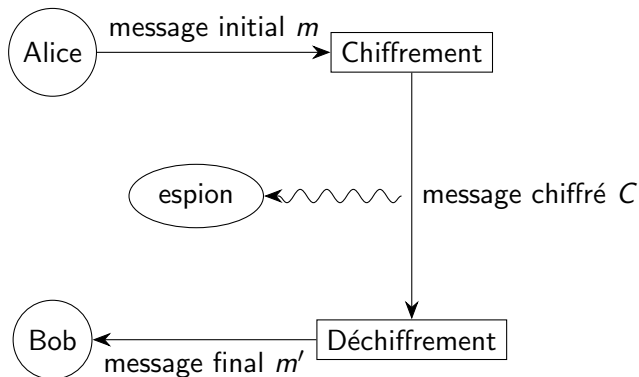 message initial m
Alice
Chiffrement
espion
message chiffré C
Bob
Déchiffrement
message final m′